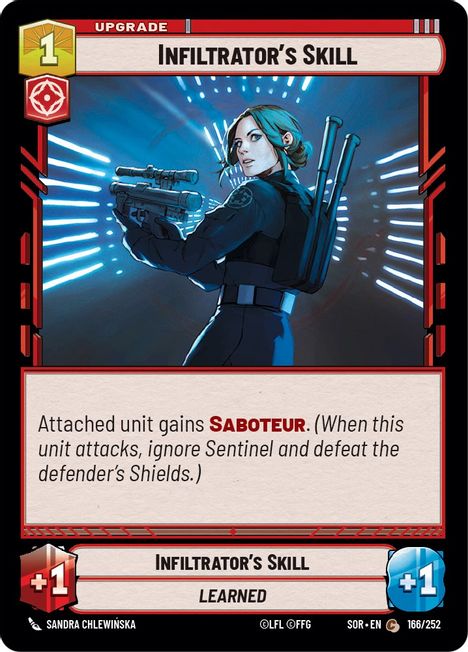 UPGRADE
1
INFILTRATOR'S SKILL
Attached unit gains SABOTEUR. (When this
unit attacks, ignore Sentinel and defeat the
defender's Shields.)
+1
INFILTRATOR'S SKILL
LEARNED
+1
SANDRA CHLEWIŃSKA
©LFL ©FFG
SOR • EN C 166/252